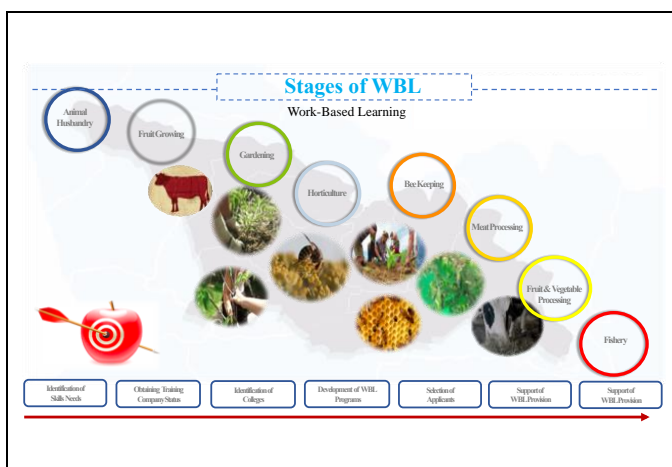 Stages of WBL
Work-Based Learning
Animal
Husbandry
Fruit Growing
Gardening
Horticulture
Bee Keeping
Meat Processing
Fruit & Vegetable
Processing
Fishery
Identification of
Skills Needs
Obtaining Training
Company Status
Identification of
Colleges
Development of WBL
Programs
Selection of
Applicants
Support of
WBL Provision
Support of
WBL Provision